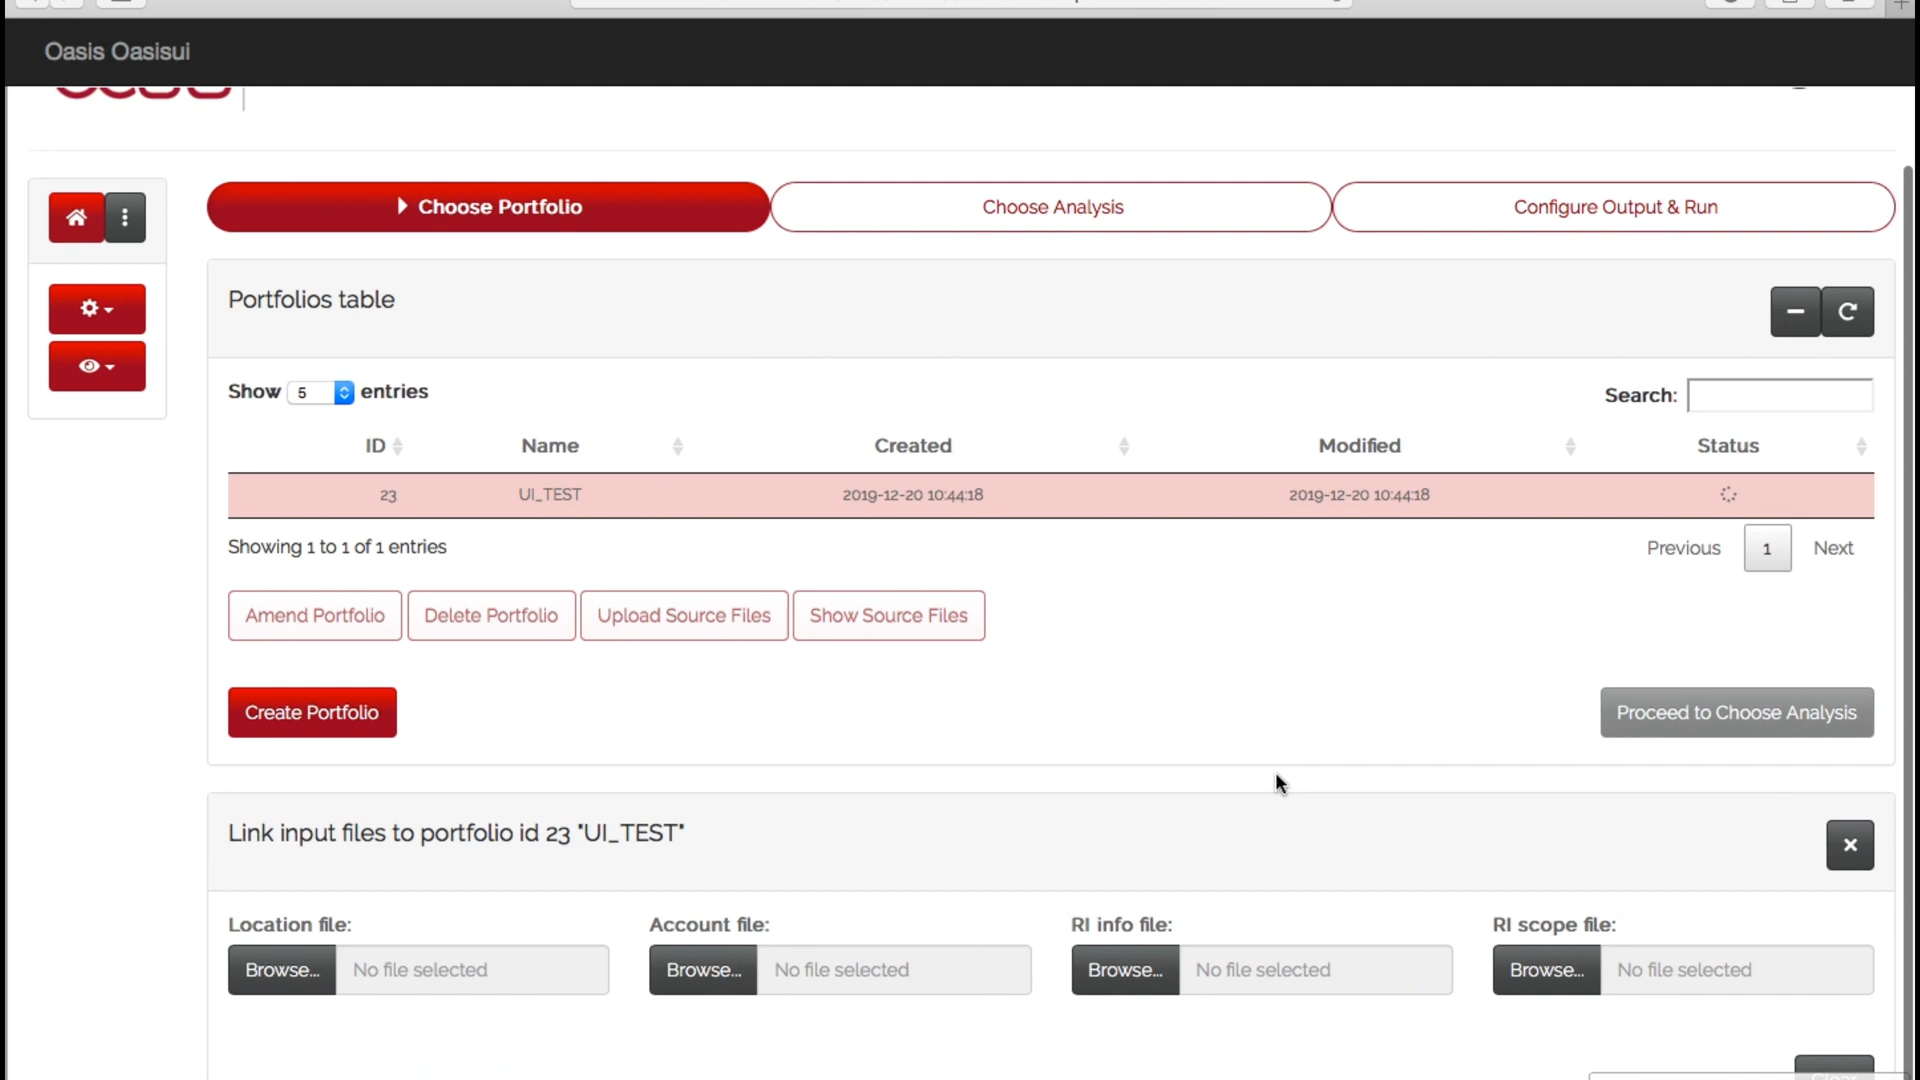 Oasis Oasisui
Choose Portfolio
Choose Analysis
Configure Output & Run
Portfolios table
Show 5 entries
Search:
ID Name Created Modified Status
23 UI_TEST 2019-12-20 10:44:18 2019-12-20 10:44:18
Showing 1 to 1 of 1 entries
Previous 1 Next
Amend Portfolio Delete Portfolio Upload Source Files Show Source Files
Create Portfolio
Proceed to Choose Analysis
Link input files to portfolio id 23 "UI_TEST"
Location file: Account file: RI info file: RI scope file:
Browse... No file selected Browse... No file selected Browse... No file selected Browse... No file selected